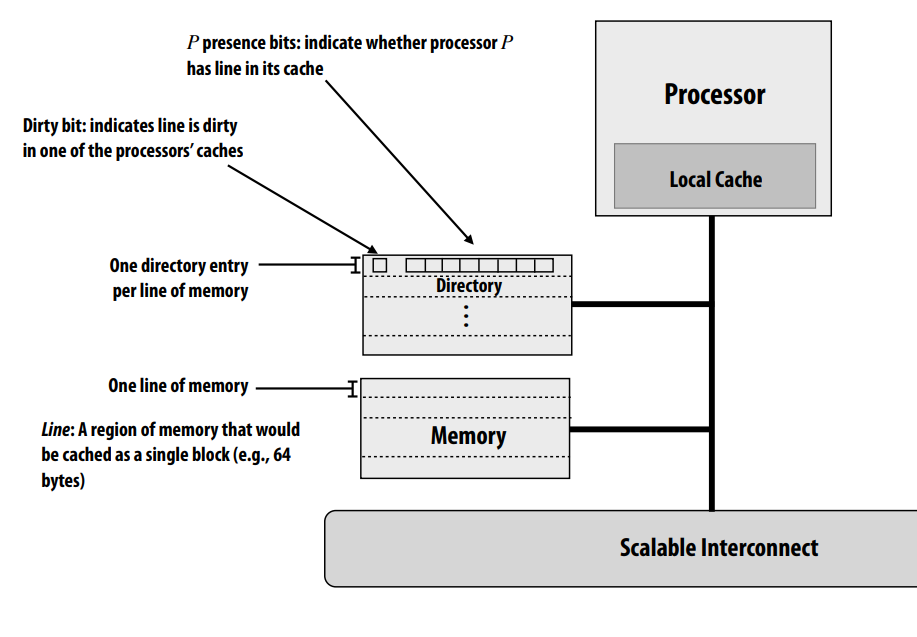 P presence bits: indicate whether processor P
has line in its cache
Processor
Dirty bit: indicates line is dirty
in one of the processors’ caches
Local Cache
One directory entry
per line of memory
Directory
One line of memory
Line: A region of memory that would
be cached as a single block (e.g., 64
bytes)
Memory
Scalable Interconnect